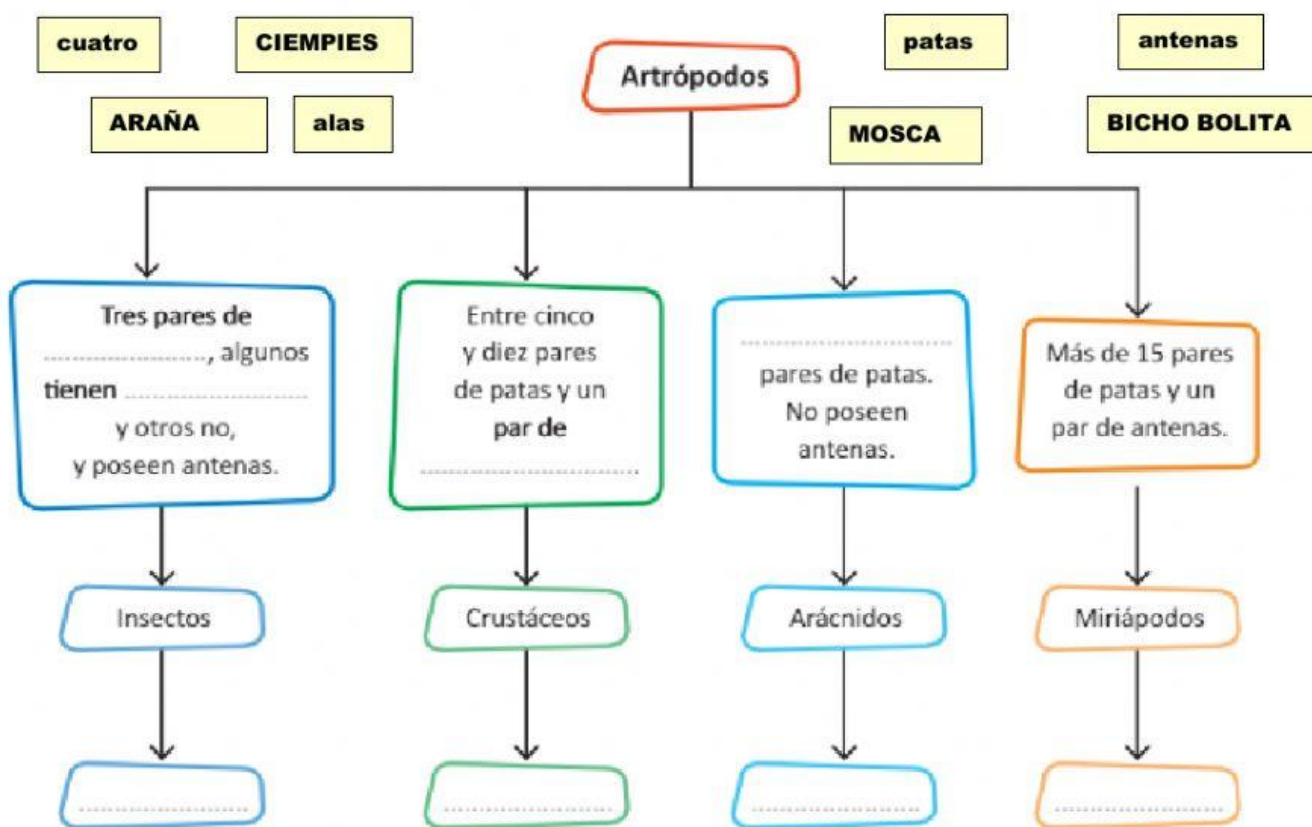 cuatro
CIEMPIES
patas
antenas
Artrópodos
ARAÑA
alas
MOSCA
BICHO BOLITA
Tres pares de
........................, algunos
tienen ...........................
y otros no,
y poseen antenas.
Entre cinco
y diez pares
de patas y un
par de
................................
................................
pares de patas.
No poseen
antenas.
Más de 15 pares
de patas y un
par de antenas.
Insectos
Crustáceos
Arácnidos
Miriápodos
........................
........................
........................
........................